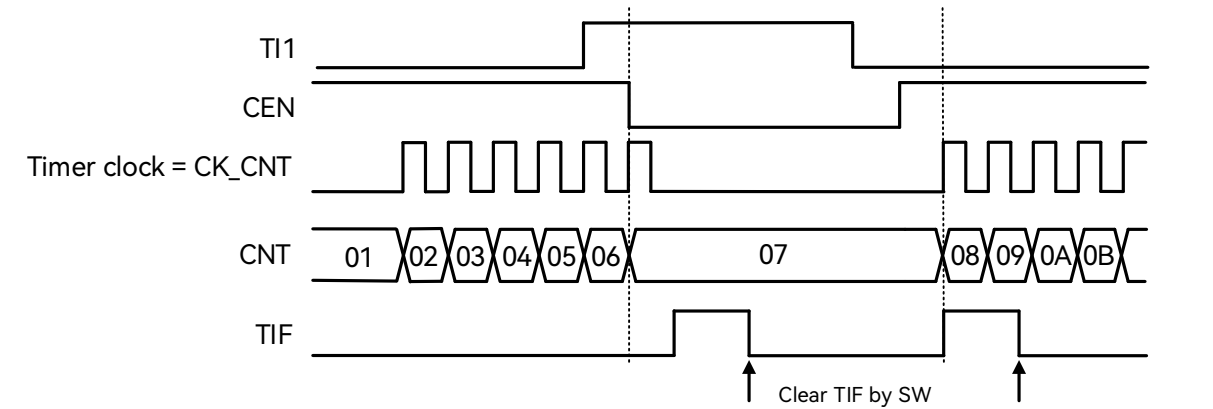 TI1
CEN
Timer clock = CK_CNT
CNT 01 02 03 04 05 06 07 08 09 0A 0B
TIF
Clear TIF by SW